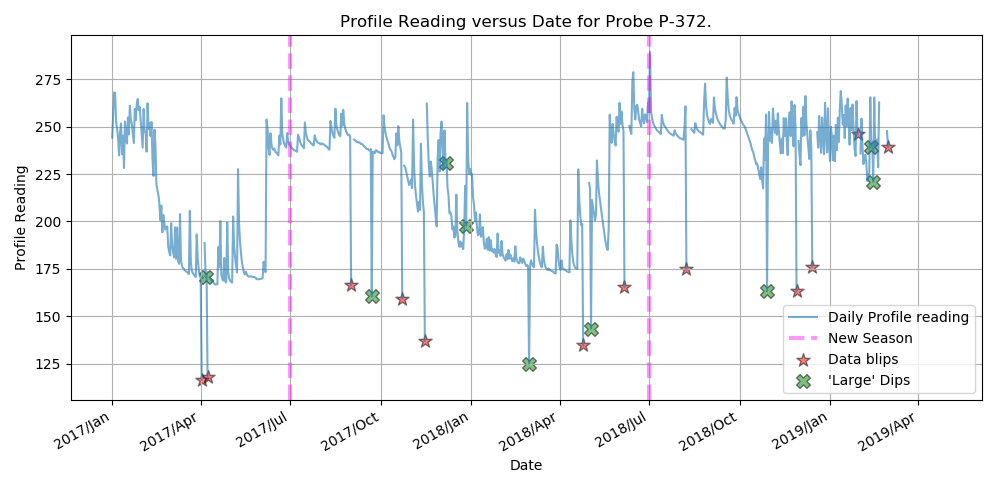 Profile Reading versus Date for Probe P-372.
Profile Reading
275
250
225
200
175
150
125
Daily Profile reading
New Season
Data blips
'Large' Dips
2017/Jan
2017/Apr
2017/Jul
2017/Oct
2018/Jan
2018/Apr
2018/Jul
2018/Oct
2019/Jan
2019/Apr
Date